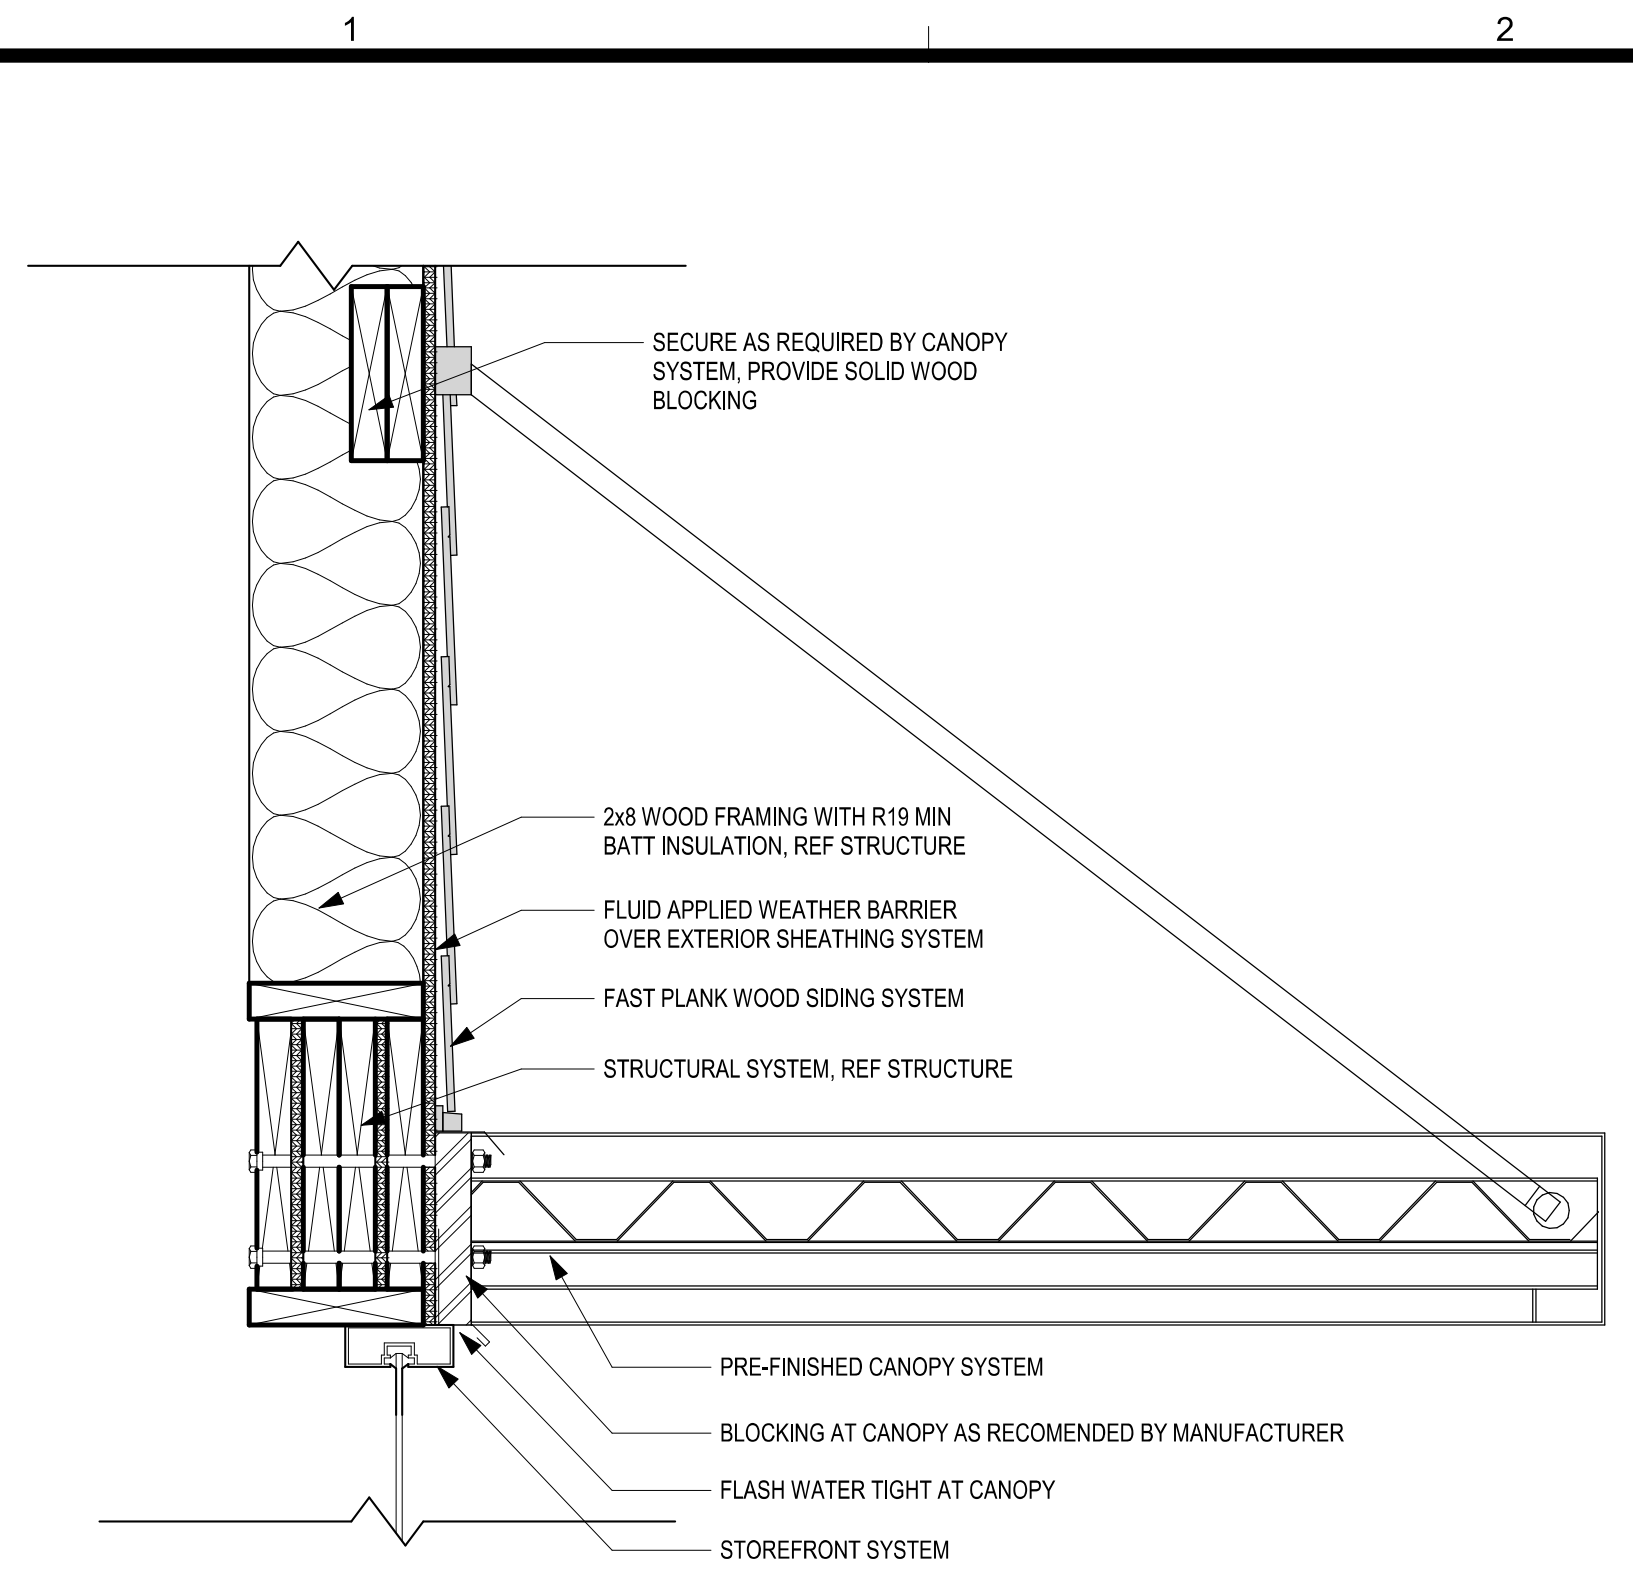 1
2
SECURE AS REQUIRED BY CANOPY
SYSTEM, PROVIDE SOLID WOOD
BLOCKING
2x8 WOOD FRAMING WITH R19 MIN
BATT INSULATION, REF STRUCTURE
FLUID APPLIED WEATHER BARRIER
OVER EXTERIOR SHEATHING SYSTEM
FAST PLANK WOOD SIDING SYSTEM
STRUCTURAL SYSTEM, REF STRUCTURE
PRE-FINISHED CANOPY SYSTEM
BLOCKING AT CANOPY AS RECOMENDED BY MANUFACTURER
FLASH WATER TIGHT AT CANOPY
STOREFRONT SYSTEM